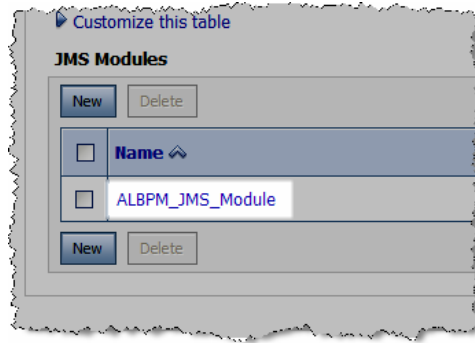 Customize this table
JMS Modules
New Delete
Name
ALBPM_JMS_Module
New Delete